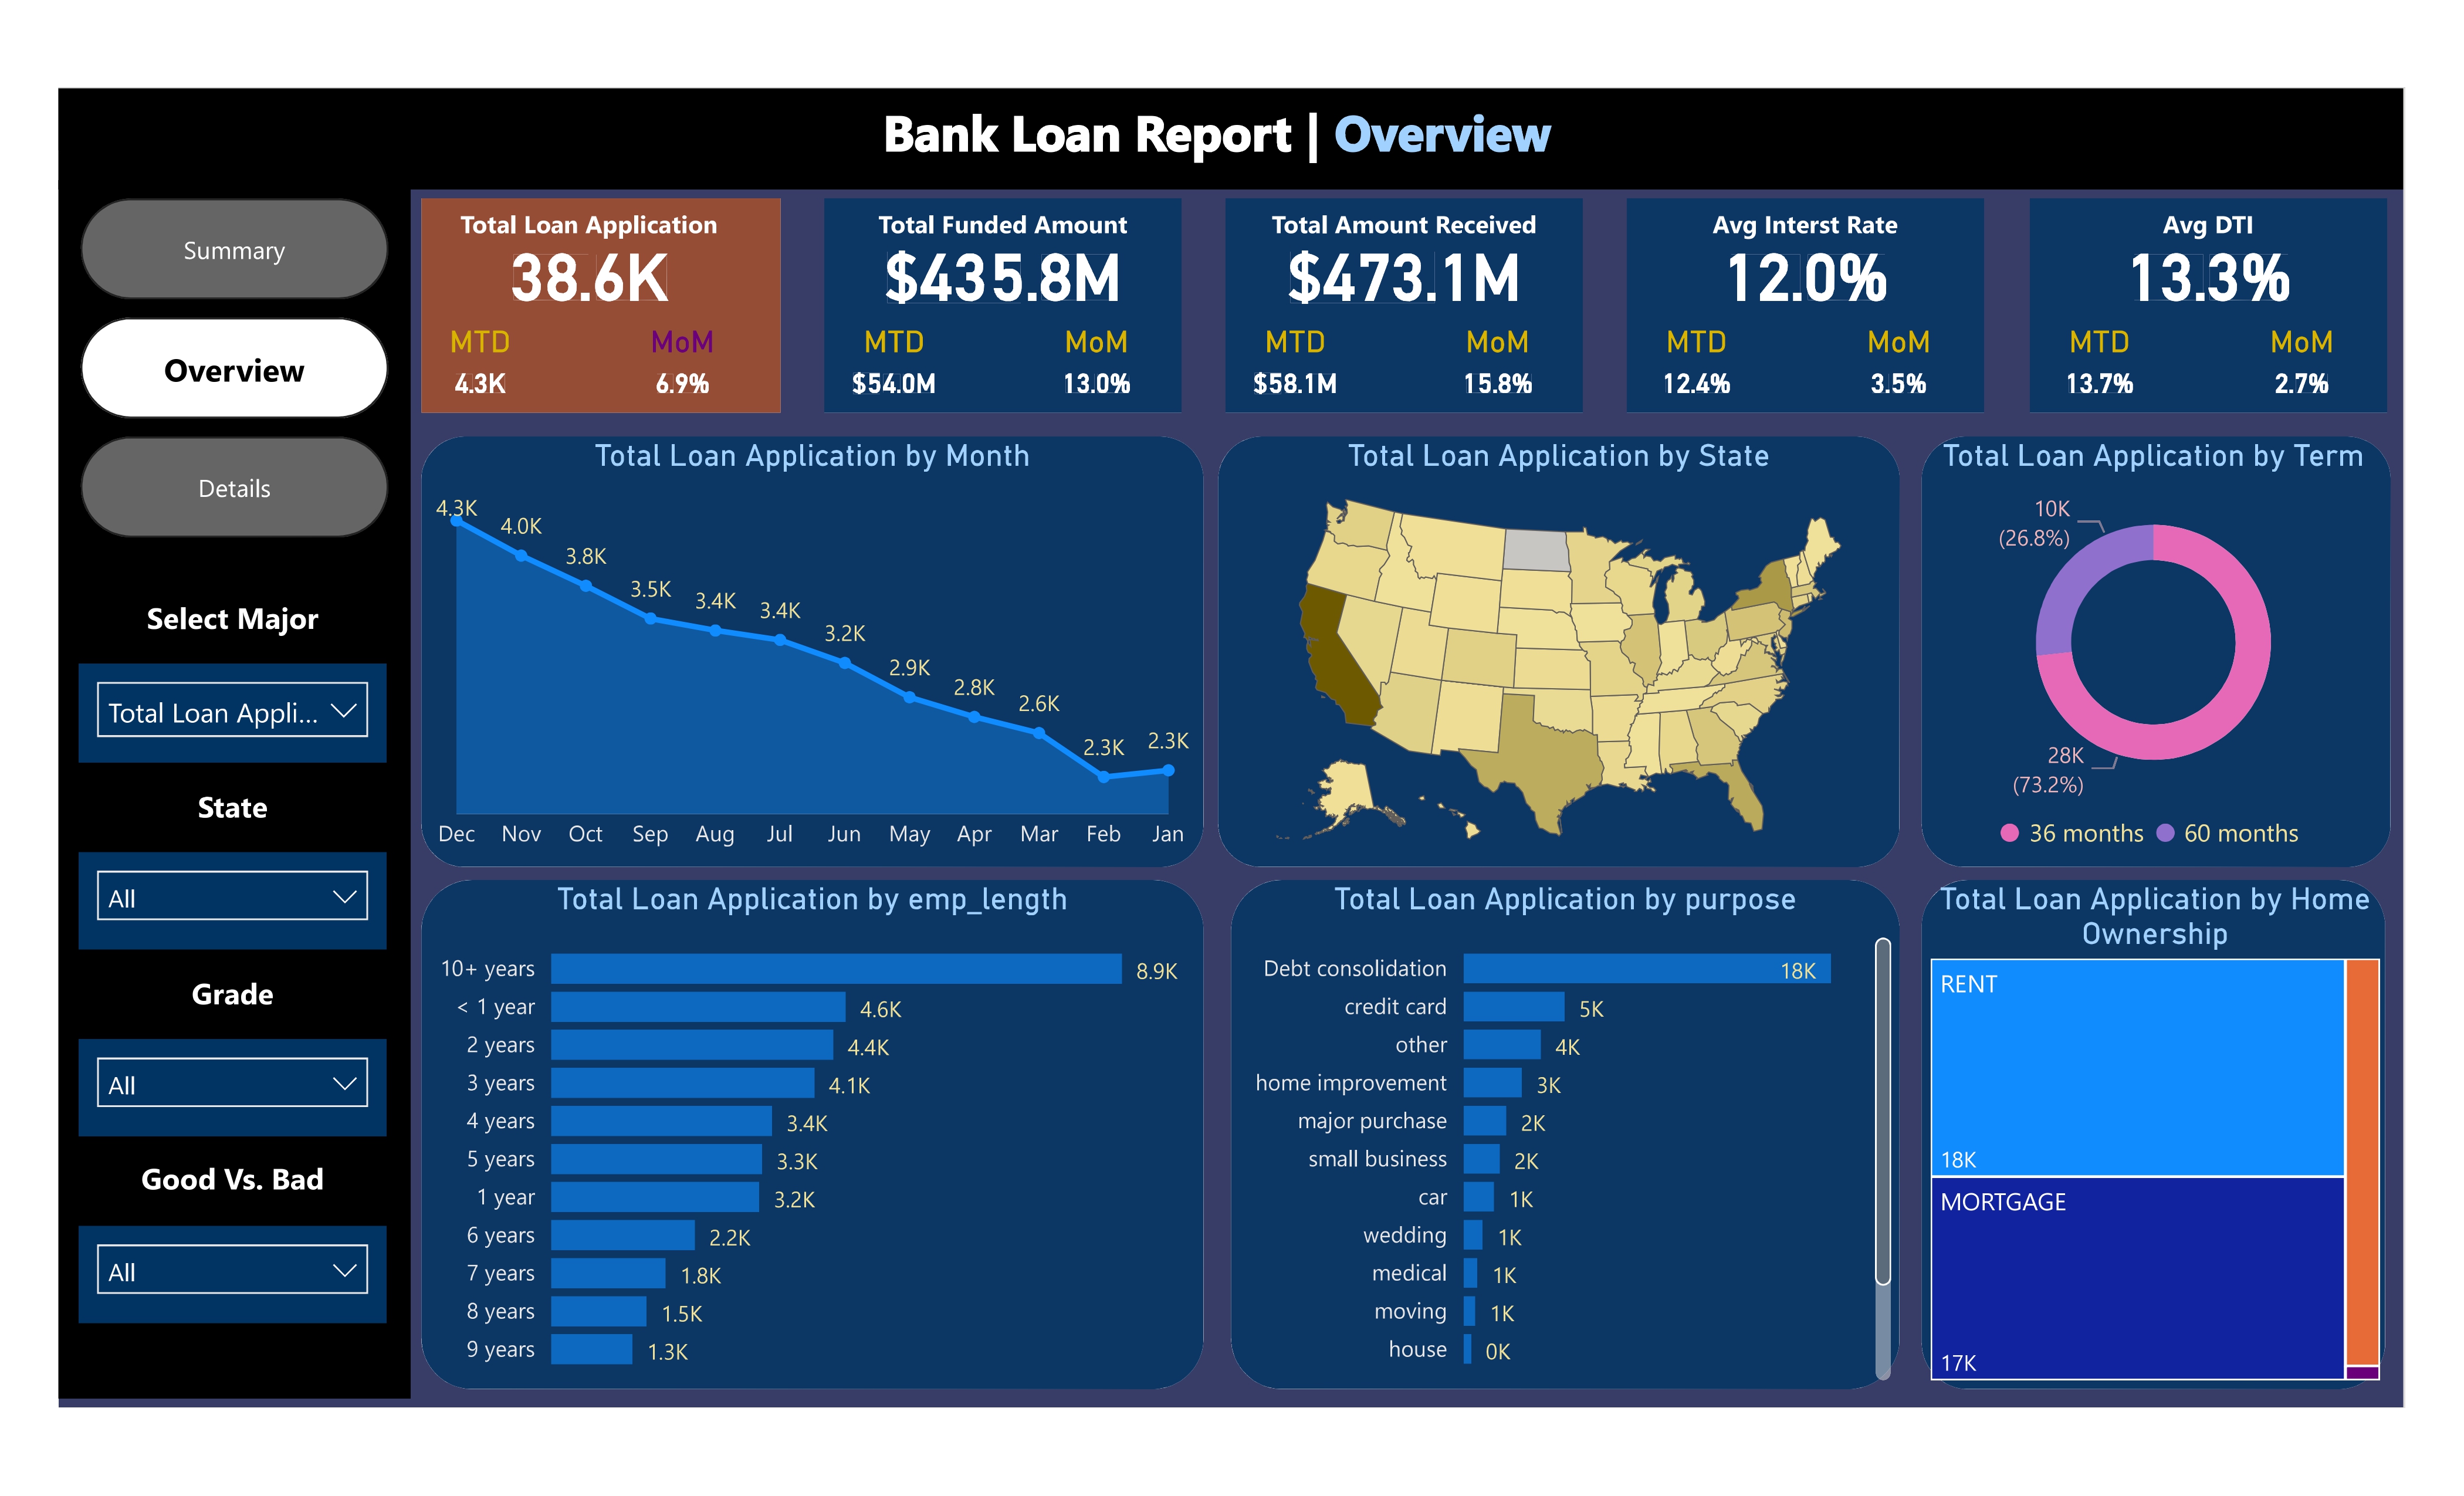 Bank Loan Report | Overview
Summary
Overview
Details
Select Major
Total Loan Appli...
State
All
Grade
All
Good Vs. Bad
All
Total Loan Application
38.6K
MTD MoM
4.3K 6.9%
Total Funded Amount
$435.8M
MTD MoM
$54.0M 13.0%
Total Amount Received
$473.1M
MTD MoM
$58.1M 15.8%
Avg Interst Rate
12.0%
MTD MoM
12.4% 3.5%
Avg DTI
13.3%
MTD MoM
13.7% 2.7%
Total Loan Application by Month
4.3K
4.0K
3.8K
3.5K
3.4K
3.4K
3.2K
2.9K
2.8K
2.6K
2.3K
2.3K
Dec Nov Oct Sep Aug Jul Jun May Apr Mar Feb Jan
Total Loan Application by State
Total Loan Application by Term
10K
(26.8%)
28K
(73.2%)
36 months 60 months
Total Loan Application by emp_length
10+ years 8.9K
< 1 year 4.6K
2 years 4.4K
3 years 4.1K
4 years 3.4K
5 years 3.3K
1 year 3.2K
6 years 2.2K
7 years 1.8K
8 years 1.5K
9 years 1.3K
Total Loan Application by purpose
Debt consolidation 18K
credit card 5K
other 4K
home improvement 3K
major purchase 2K
small business 2K
car 1K
wedding 1K
medical 1K
moving 1K
house 0K
Total Loan Application by Home
Ownership
RENT
18K
MORTGAGE
17K